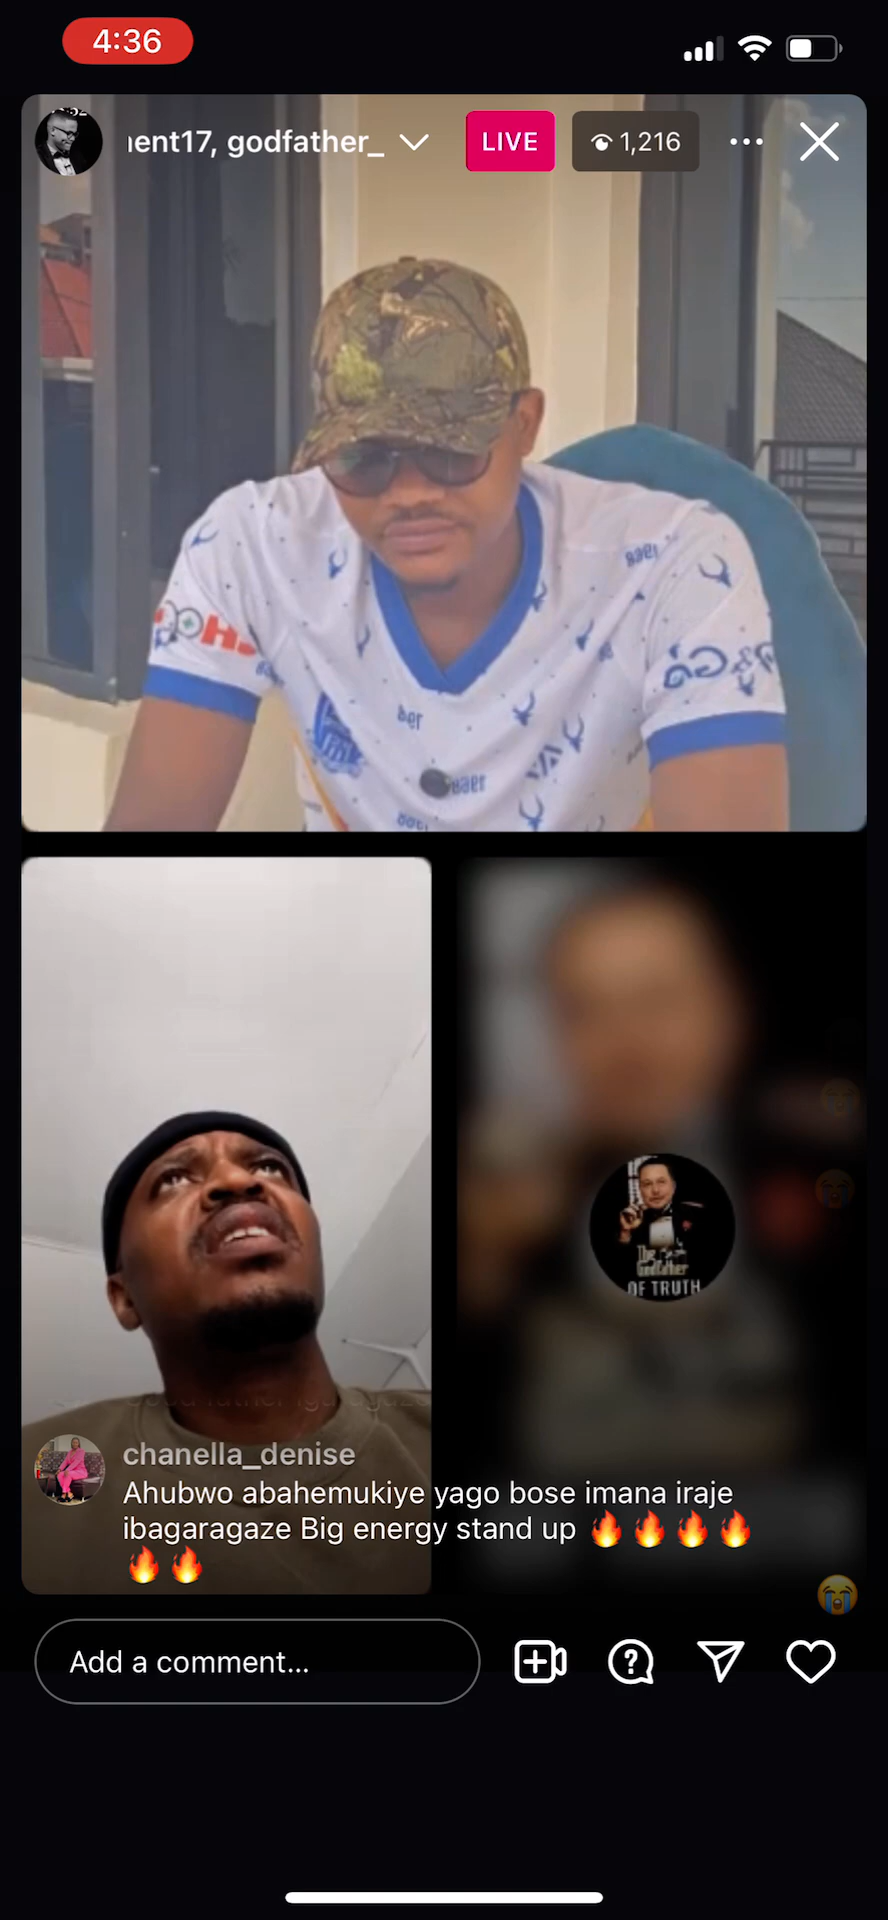 4:36
nent17, godfather_
LIVE
1,216
The
Godfather
OF TRUTH
chanella_denise
Ahubwo abahemukiye yago bose imana iraje
ibagaragaze Big energy stand up 🔥🔥🔥🔥
🔥🔥
Add a comment...